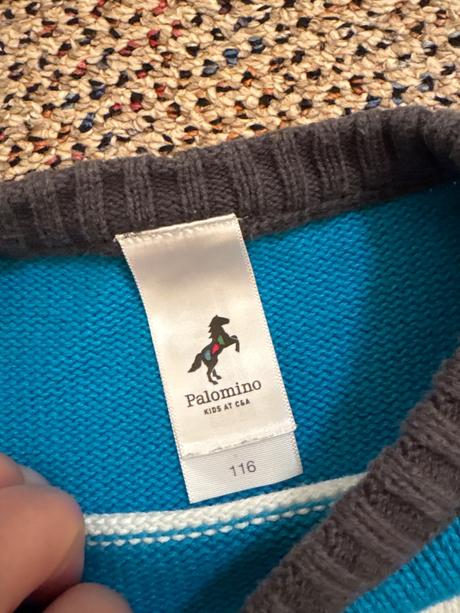 Palomino
KIDS AT C&A
116